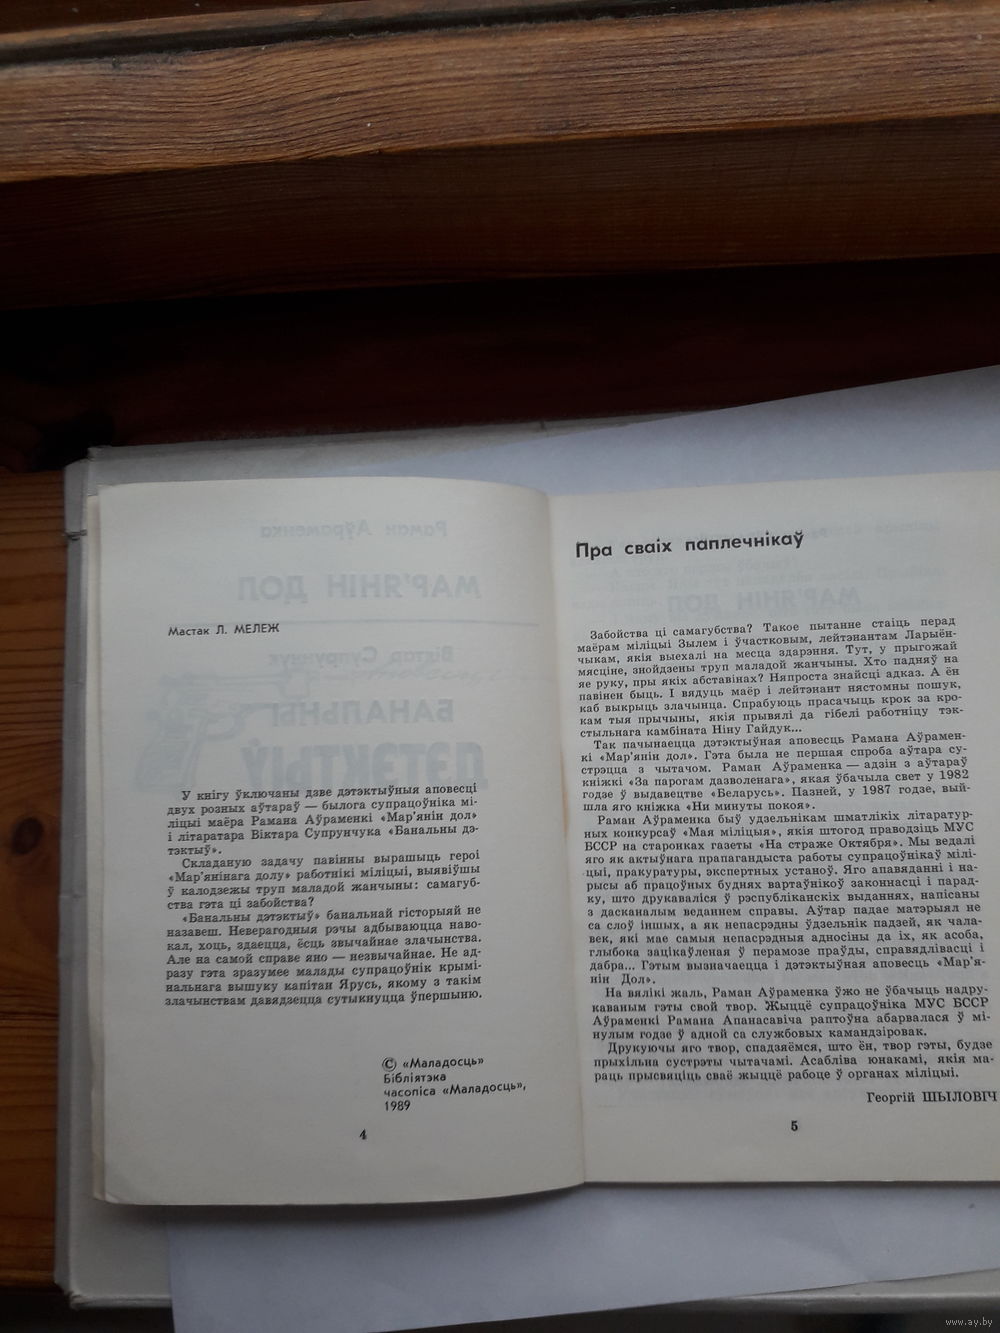 Мастак Л. МЕЛЕЖ
У кнігу ўключаны дзве дэтэктыўныя аповесці
двух розных аўтараў — былога супрацоўніка мі-
ліцыі маёра Рамана Аўраменкі «Мар'янін дол»
і літаратара Віктара Супрунчука «Банальны дэ-
тэктыў».
Складаную задачу павінны вырашыць героі
«Мар'янінага долу» работнікі міліцыі, выявіўшы
ў калодзежы труп маладой жанчыны: самагуб-
ства гэта ці забойства?
«Банальны дэтэктыў» банальнай гісторыяй не
назавеш. Неверагодныя рэчы адбываюцца наво-
кал, хоць, здаецца, ёсць звычайнае злачынства.
Але на самой справе яно — незвычайнае. Не ад-
разу гэта зразумее малады супрацоўнік крымі-
нальнага вышуку капітан Ярусь, якому з такім
злачынствам давядзецца сутыкнуцца ўпершыню.
© «Маладосць»
Бібліятэка
часопіса «Маладосць»,
1989
4
Пра сваіх паплечнікаў
Забойства ці самагубства? Такое пытанне стаіць перад
маёрам міліцыі Зылем і ўчастковым, лейтэнантам Ларыён-
чыкам, якія выехалі на месца здарэння. Тут, у прыгожай
мясціне, знойдзены труп маладой жанчыны. Хто падняў на
яе руку, пры якіх абставінах? Няпроста знайсці адказ. А ён
павінен быць. І вядуць маёр і лейтэнант нястомны пошук,
каб выкрыць злачынца. Спрабуюць прасачыць крок за кро-
кам тыя прычыны, якія прывялі да гібелі работніцу тэк-
стыльнага камбіната Ніну Гайдук...
Так пачынаецца дэтэктыўная аповесць Рамана Аўрамен-
кі «Мар'янін дол». Гэта была не першая спроба аўтара су-
стрэцца з чытачом. Раман Аўраменка — адзін з аўтараў
кніжкі «За парогам дазволенага», якая ўбачыла свет у 1982
годзе ў выдавецтве «Беларусь». Пазней, у 1987 годзе, вый-
шла яго кніжка «Ни минуты покоя».
Раман Аўраменка быў удзельнікам шматлікіх літаратур-
ных конкурсаў «Мая міліцыя», якія штогод праводзіць МУС
БССР на старонках газеты «На страже Октября». Мы ведалі
яго як актыўнага прапагандыста работы супрацоўнікаў мілі-
цыі, пракуратуры, экспертных устаноў. Яго апавяданні і на-
рысы аб працоўных буднях вартаўнікоў законнасці і парад-
ку, што друкаваліся ў рэспубліканскіх выданнях, напісаны
з дасканалым веданнем справы. Аўтар падае матэрыял не
са слоў іншых, а як непасрэдны ўдзельнік падзей, як чала-
век, які мае самыя непасрэдныя адносіны да іх, як асоба,
глыбока зацікаўленая ў перамозе праўды, справядлівасці і
дабра... Гэтым вызначаецца і дэтэктыўная аповесць «Мар'я-
нін Дол».
На вялікі жаль, Раман Аўраменка ўжо не ўбачыць надру-
каваным гэты свой твор. Жыццё супрацоўніка МУС БССР
Аўраменкі Рамана Апанасавіча раптоўна абарвалася ў мі-
нулым годзе ў адной са службовых камандзіровак.
Друкуючы яго твор, спадзяёмся, што ён, твор гэты, будзе
прыхільна сустрэты чытачамі. Асабліва юнакамі, якія ма-
раць прысвяціць сваё жыццё рабоце ў органах міліцыі.
Георгій ШЫЛОВІЧ
5
www.ay.by